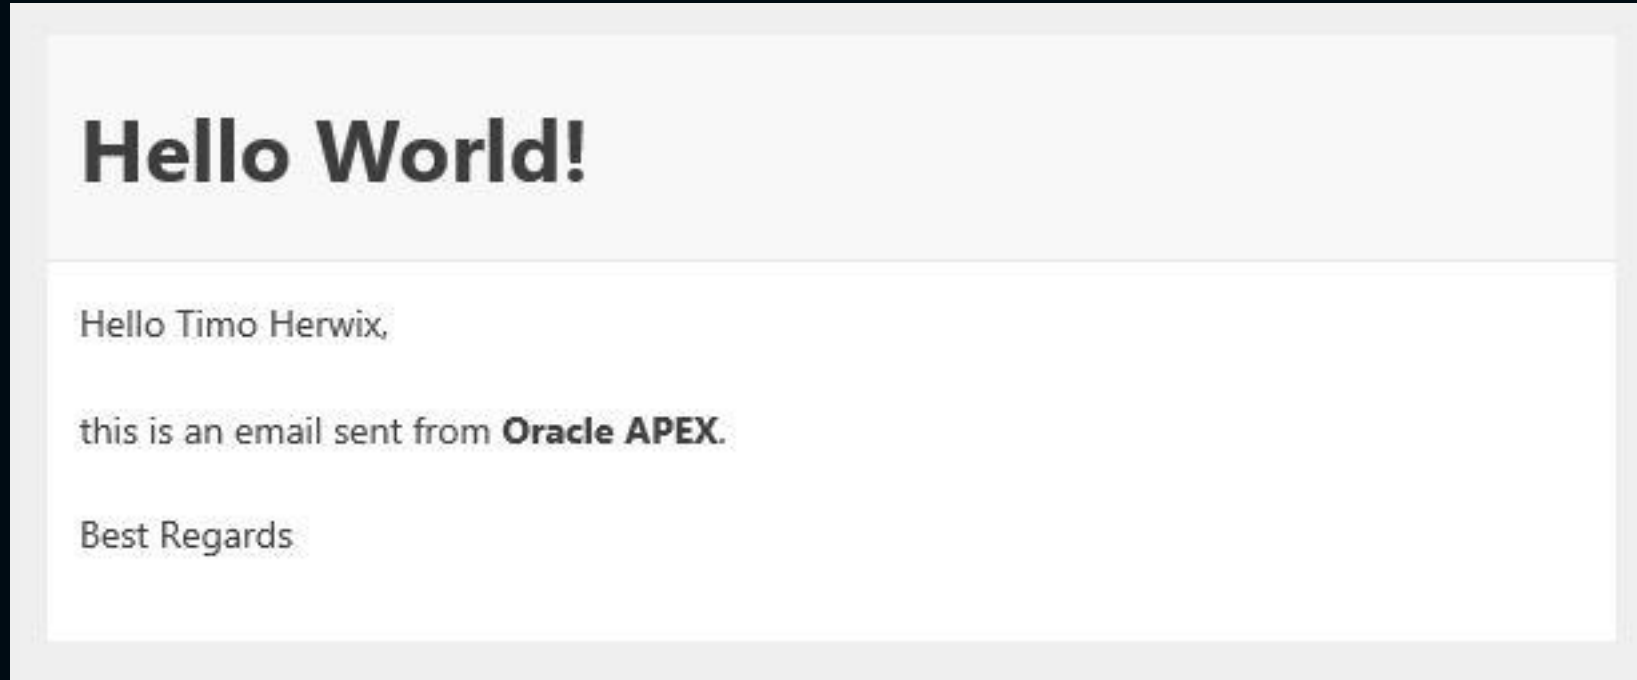 Hello World!
Hello Timo Herwix,
this is an email sent from Oracle APEX.
Best Regards